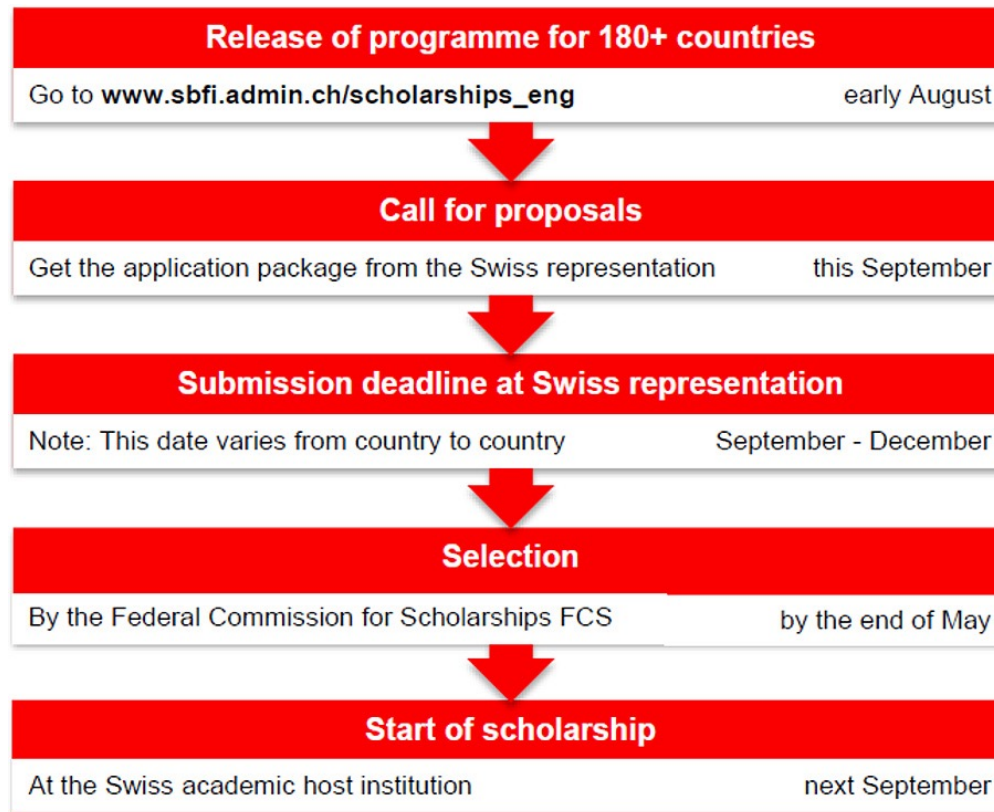 Release of programme for 180+ countries
Go to www.sbfi.admin.ch/scholarships_eng early August
Call for proposals
Get the application package from the Swiss representation this September
Submission deadline at Swiss representation
Note: This date varies from country to country September - December
Selection
By the Federal Commission for Scholarships FCS by the end of May
Start of scholarship
At the Swiss academic host institution next September